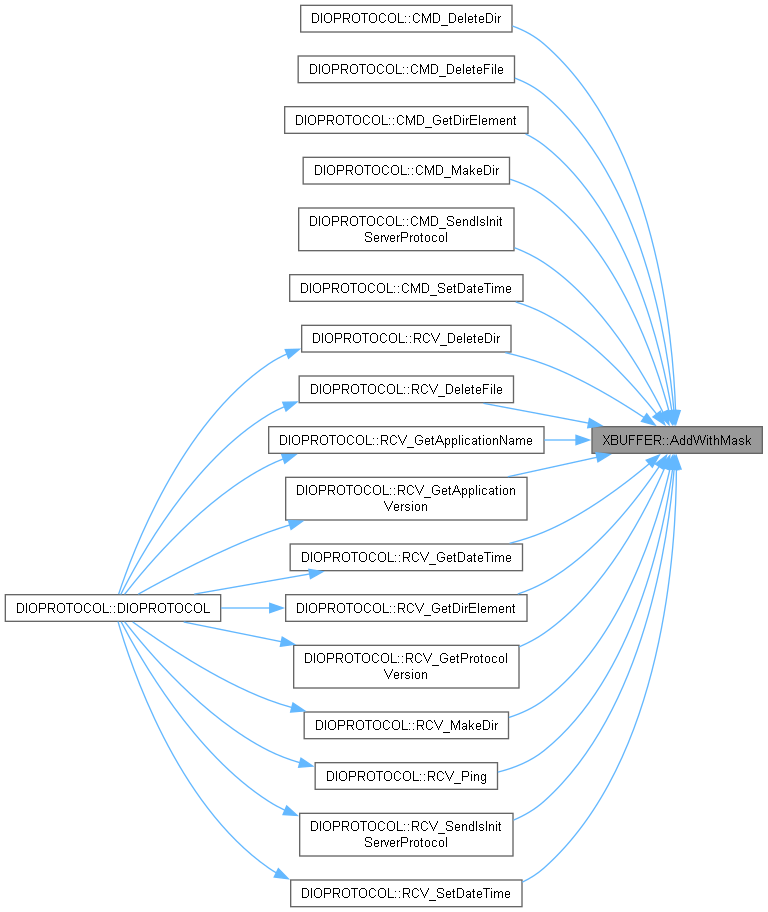 DIOPROTOCOL::CMD_DeleteDir
DIOPROTOCOL::CMD_DeleteFile
DIOPROTOCOL::CMD_GetDirElement
DIOPROTOCOL::CMD_MakeDir
DIOPROTOCOL::CMD_SendIsInit
ServerProtocol
DIOPROTOCOL::CMD_SetDateTime
DIOPROTOCOL::RCV_DeleteDir
DIOPROTOCOL::RCV_DeleteFile
DIOPROTOCOL::RCV_GetApplicationName
XBUFFER::AddWithMask
DIOPROTOCOL::RCV_GetApplication
Version
DIOPROTOCOL::RCV_GetDateTime
DIOPROTOCOL::DIOPROTOCOL
DIOPROTOCOL::RCV_GetDirElement
DIOPROTOCOL::RCV_GetProtocol
Version
DIOPROTOCOL::RCV_MakeDir
DIOPROTOCOL::RCV_Ping
DIOPROTOCOL::RCV_SendIsInit
ServerProtocol
DIOPROTOCOL::RCV_SetDateTime